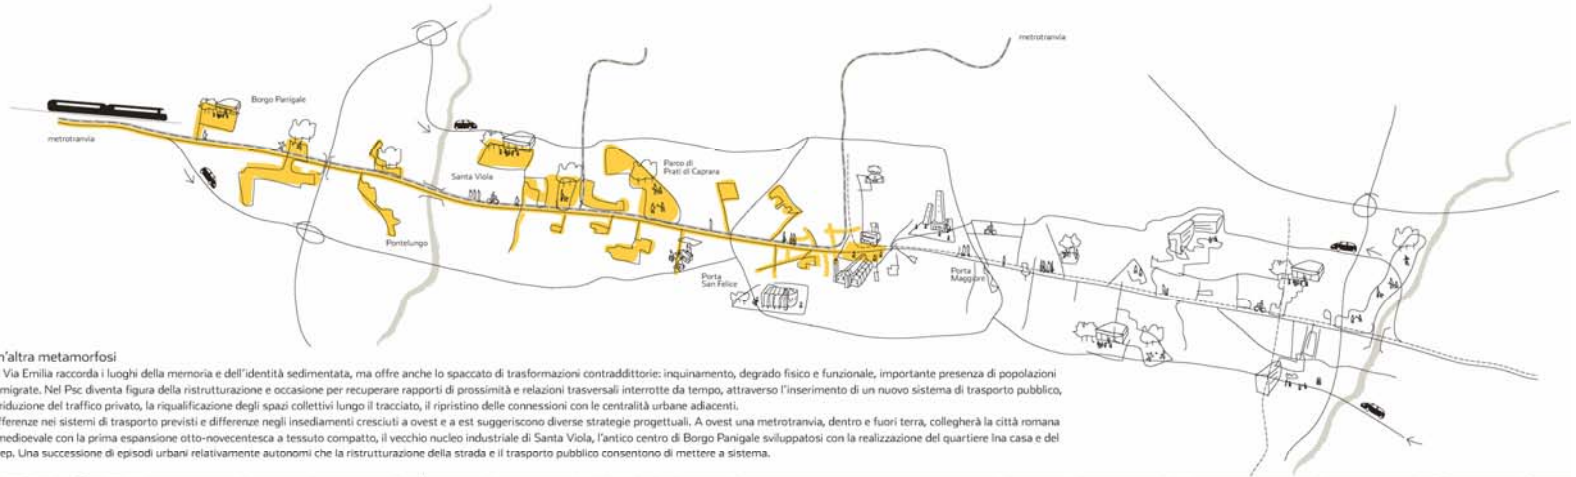 metrotranvia
Borgo Panigale
metrotranvia
Santa Viola
Parco di
Prati di Caprara
Pontelungo
Porta
San Felice
Porta
Maggiore
n'altra metamorfosi
Via Emilia raccorda i luoghi della memoria e dell'identità sedimentata, ma offre anche lo spaccato di trasformazioni contraddittorie: inquinamento, degrado fisico e funzionale, importante presenza di popolazioni
migrate. Nel Psc diventa figura della ristrutturazione e occasione per recuperare rapporti di prossimità e relazioni trasversali interrotte da tempo, attraverso l'inserimento di un nuovo sistema di trasporto pubblico,
riduzione del traffico privato, la riqualificazione degli spazi collettivi lungo il tracciato, il ripristino delle connessioni con le centralità urbane adiacenti.
fferenze nei sistemi di trasporto previsti e differenze negli insediamenti cresciuti a ovest e a est suggeriscono diverse strategie progettuali. A ovest una metrotranvia, dentro e fuori terra, collegherà la città romana
medioevale con la prima espansione otto-novecentesca a tessuto compatto, il vecchio nucleo industriale di Santa Viola, l'antico centro di Borgo Panigale sviluppatosi con la realizzazione del quartiere Ina casa e del
ep. Una successione di episodi urbani relativamente autonomi che la ristrutturazione della strada e il trasporto pubblico consentono di mettere a sistema.